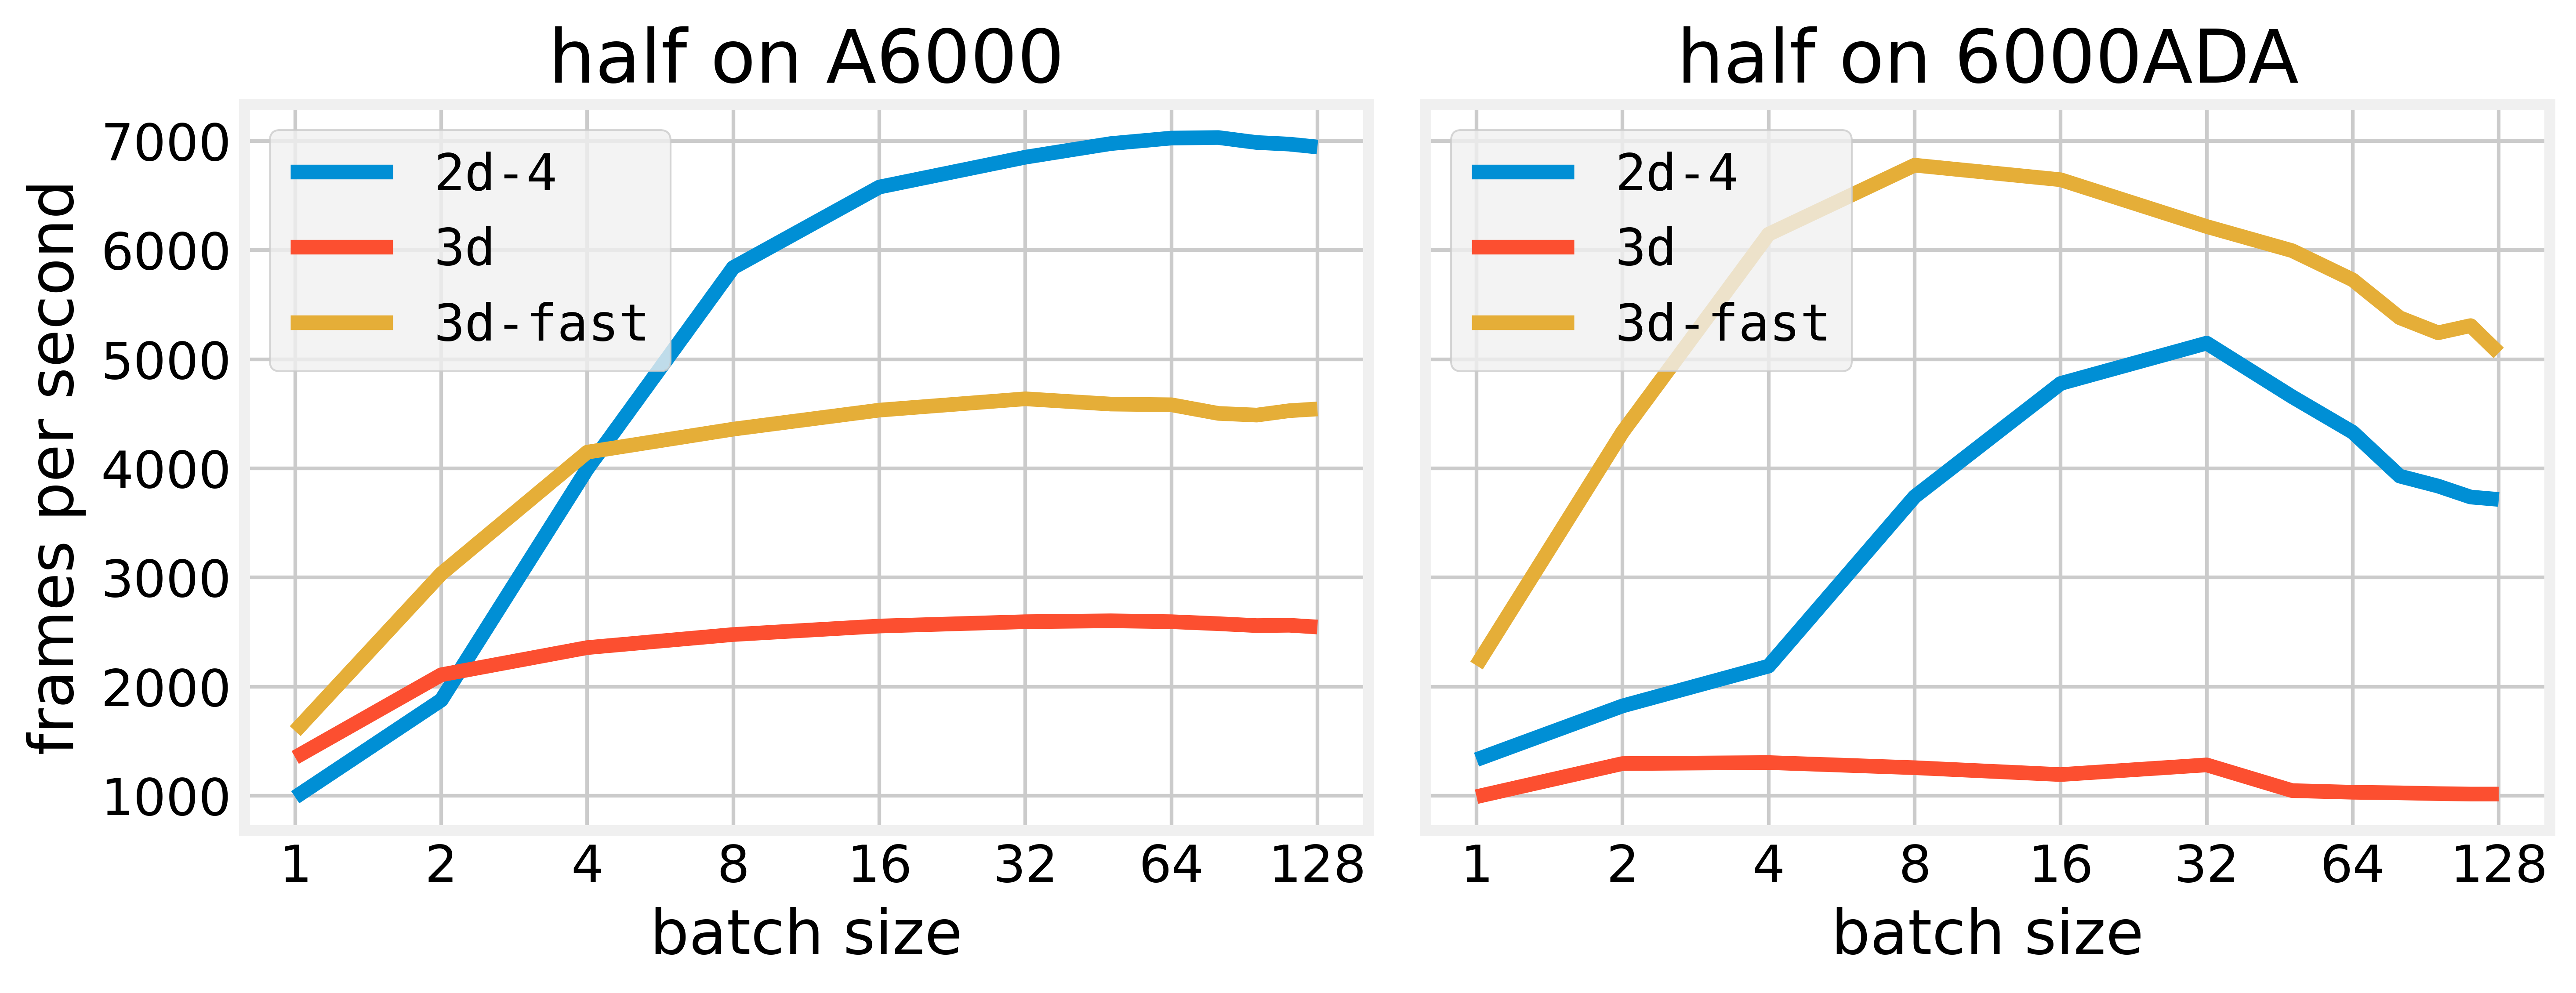 half on A6000
7000
6000
5000
4000
3000
2000
1000
frames per second
2d-4
3d
3d-fast
1 2 4 8 16 32 64 128
batch size
half on 6000ADA
2d-4
3d
3d-fast
1 2 4 8 16 32 64 128
batch size